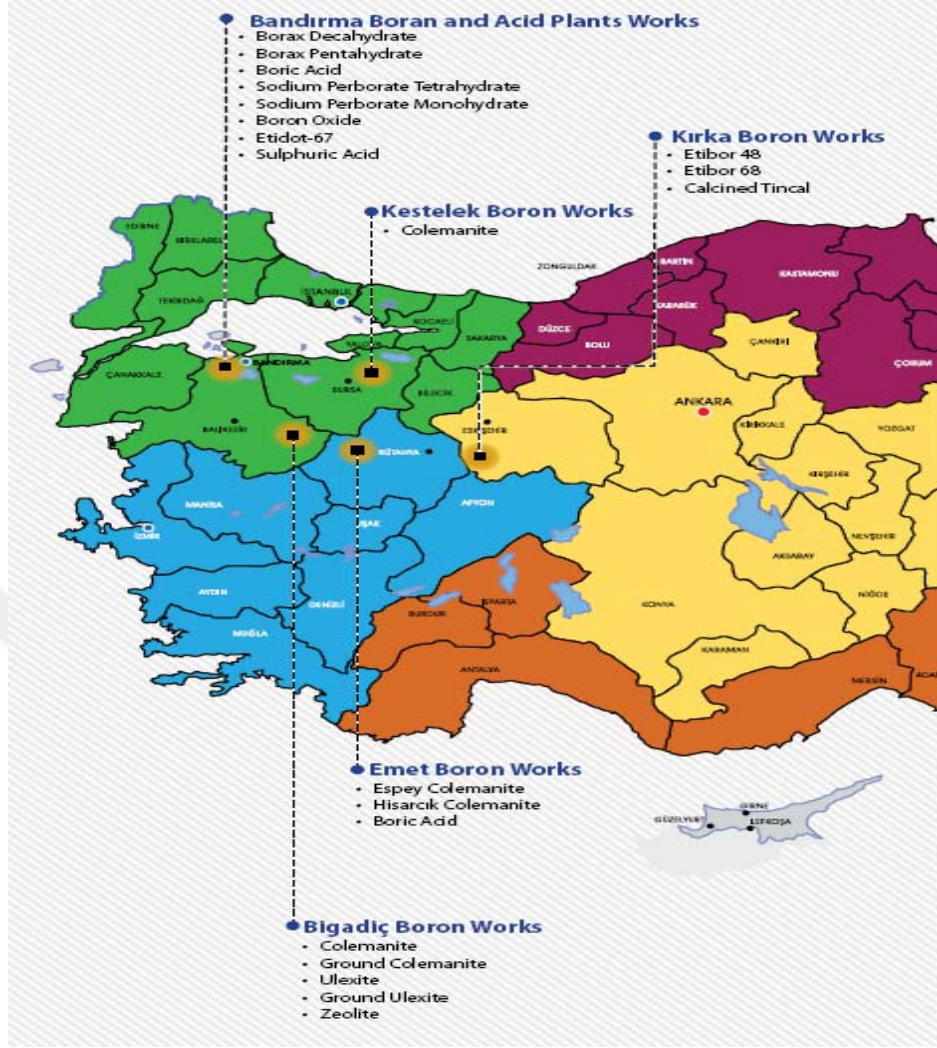 Bandırma Boran and Acid Plants Works
• Borax Decahydrate
• Borax Pentahydrate
• Boric Acid
• Sodium Perborate Tetrahydrate
• Sodium Perborate Monohydrate
• Boron Oxide
• Etidot-67
• Sulphuric Acid
Kırka Boron Works
• Etibor 48
• Etibor 68
• Calcined Tincal
Kestelek Boron Works
• Colemanite
EDİRNE
KIRKLARELİ
TEKİRDAĞ
İSTANBUL
KOCAELİ
YALOVA
SAKARYA
ZONGULDAK
BARTIN
KARABÜK
KASTAMONU
DÜZCE
BOLU
ÇANKIRI
ÇORUM
ÇANAKKALE
BANDIRMA
BURSA
BİLECİK
BALIKESİR
ESKİŞEHİR
ANKARA
KIRIKKALE
YOZGAT
KÜTAHYA
KIRŞEHİR
MANİSA
UŞAK
AFYON
İZMİR
NEVŞEHİR
AKSARAY
AYDIN
DENİZLİ
ISPARTA
BURDUR
KONYA
NİĞDE
MUĞLA
KARAMAN
ANTALYA
MERSİN
ADA
Emet Boron Works
• Espey Colemanite
• Hisarcık Colemanite
• Boric Acid
GİRNE
GÜZELYURT
LEFKOŞA
Bigadiç Boron Works
• Colemanite
• Ground Colemanite
• Ulexite
• Ground Ulexite
• Zeolite